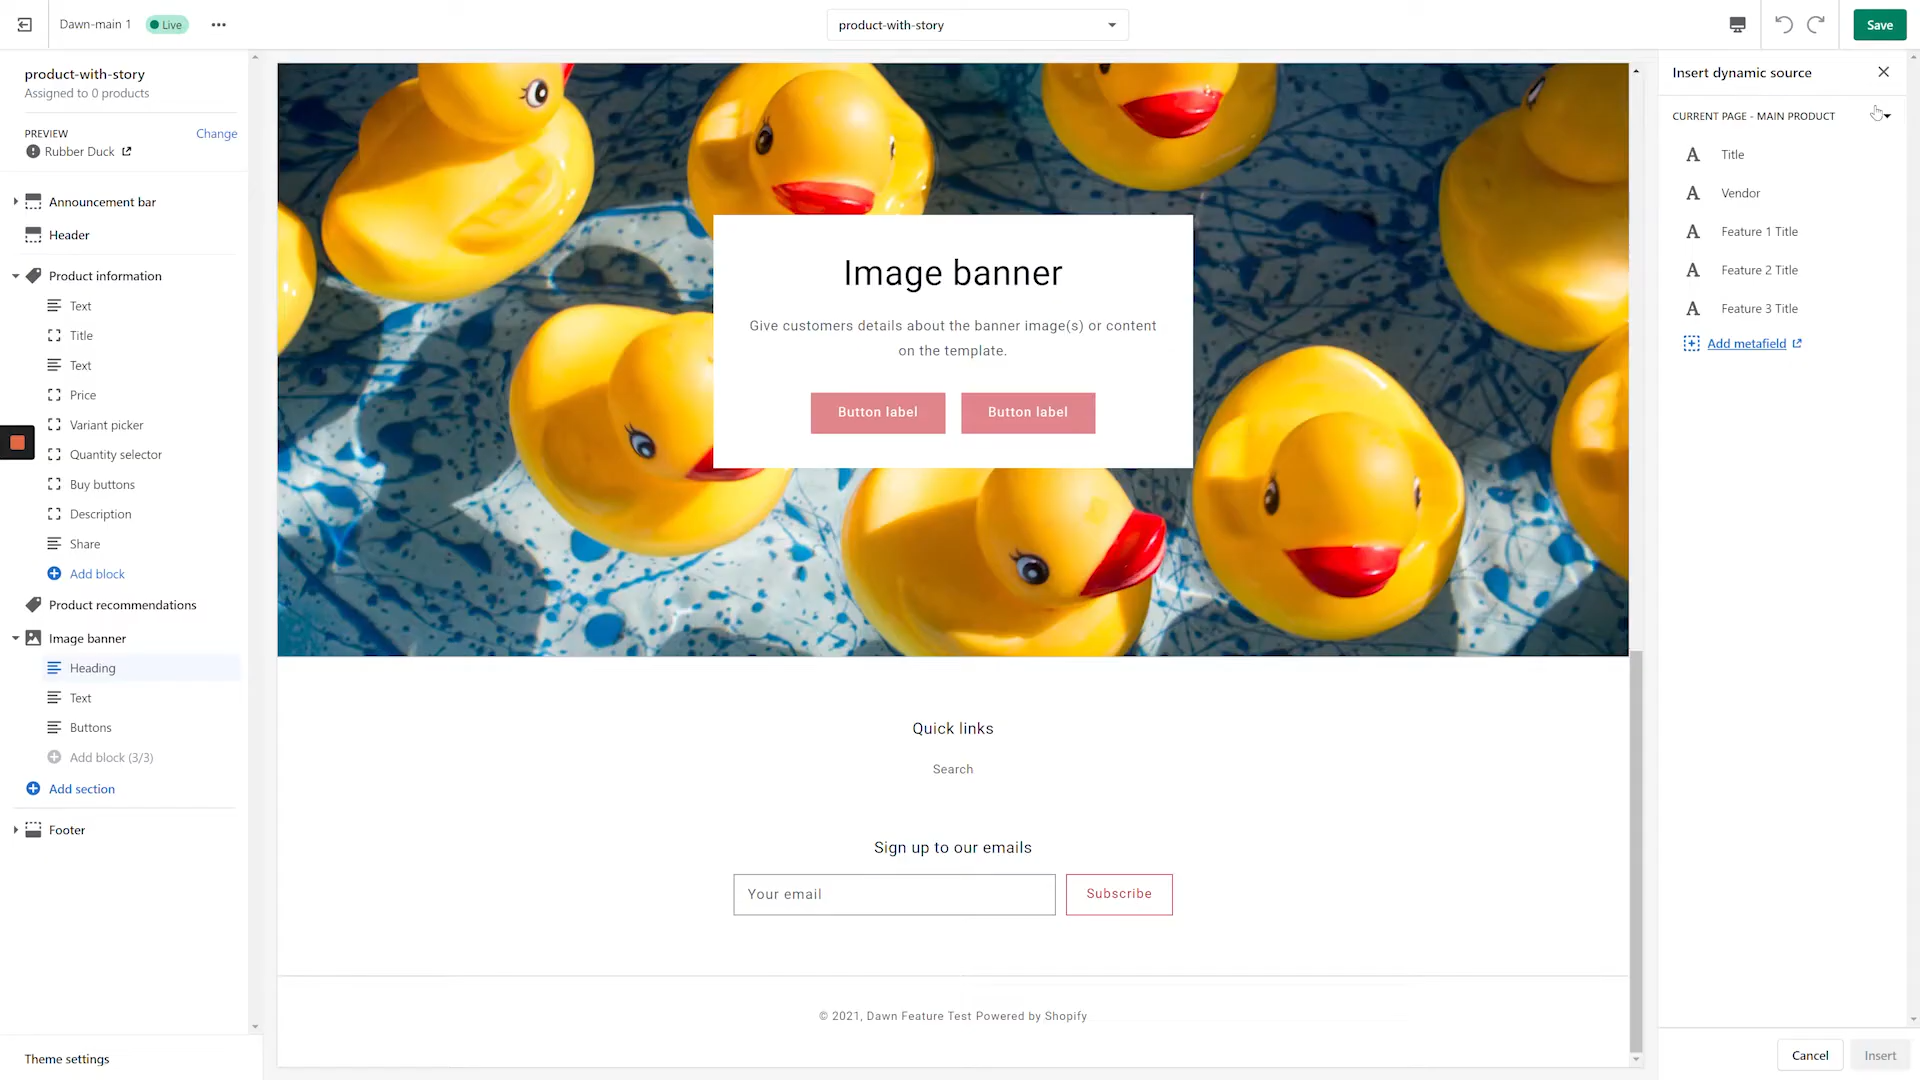 Dawn-main 1
Live
product-with-story
Save
product-with-story
Assigned to 0 products
PREVIEW
Change
Rubber Duck
Announcement bar
Header
Product information
Text
Title
Text
Price
Variant picker
Quantity selector
Buy buttons
Description
Share
Add block
Product recommendations
Image banner
Heading
Text
Buttons
Add block (3/3)
Add section
Footer
Theme settings
Image banner
Give customers details about the banner image(s) or content
on the template.
Button label
Button label
Quick links
Search
Sign up to our emails
Your email
Subscribe
© 2021, Dawn Feature Test Powered by Shopify
Insert dynamic source
CURRENT PAGE - MAIN PRODUCT
Title
Vendor
Feature 1 Title
Feature 2 Title
Feature 3 Title
Add metafield
Cancel
Insert